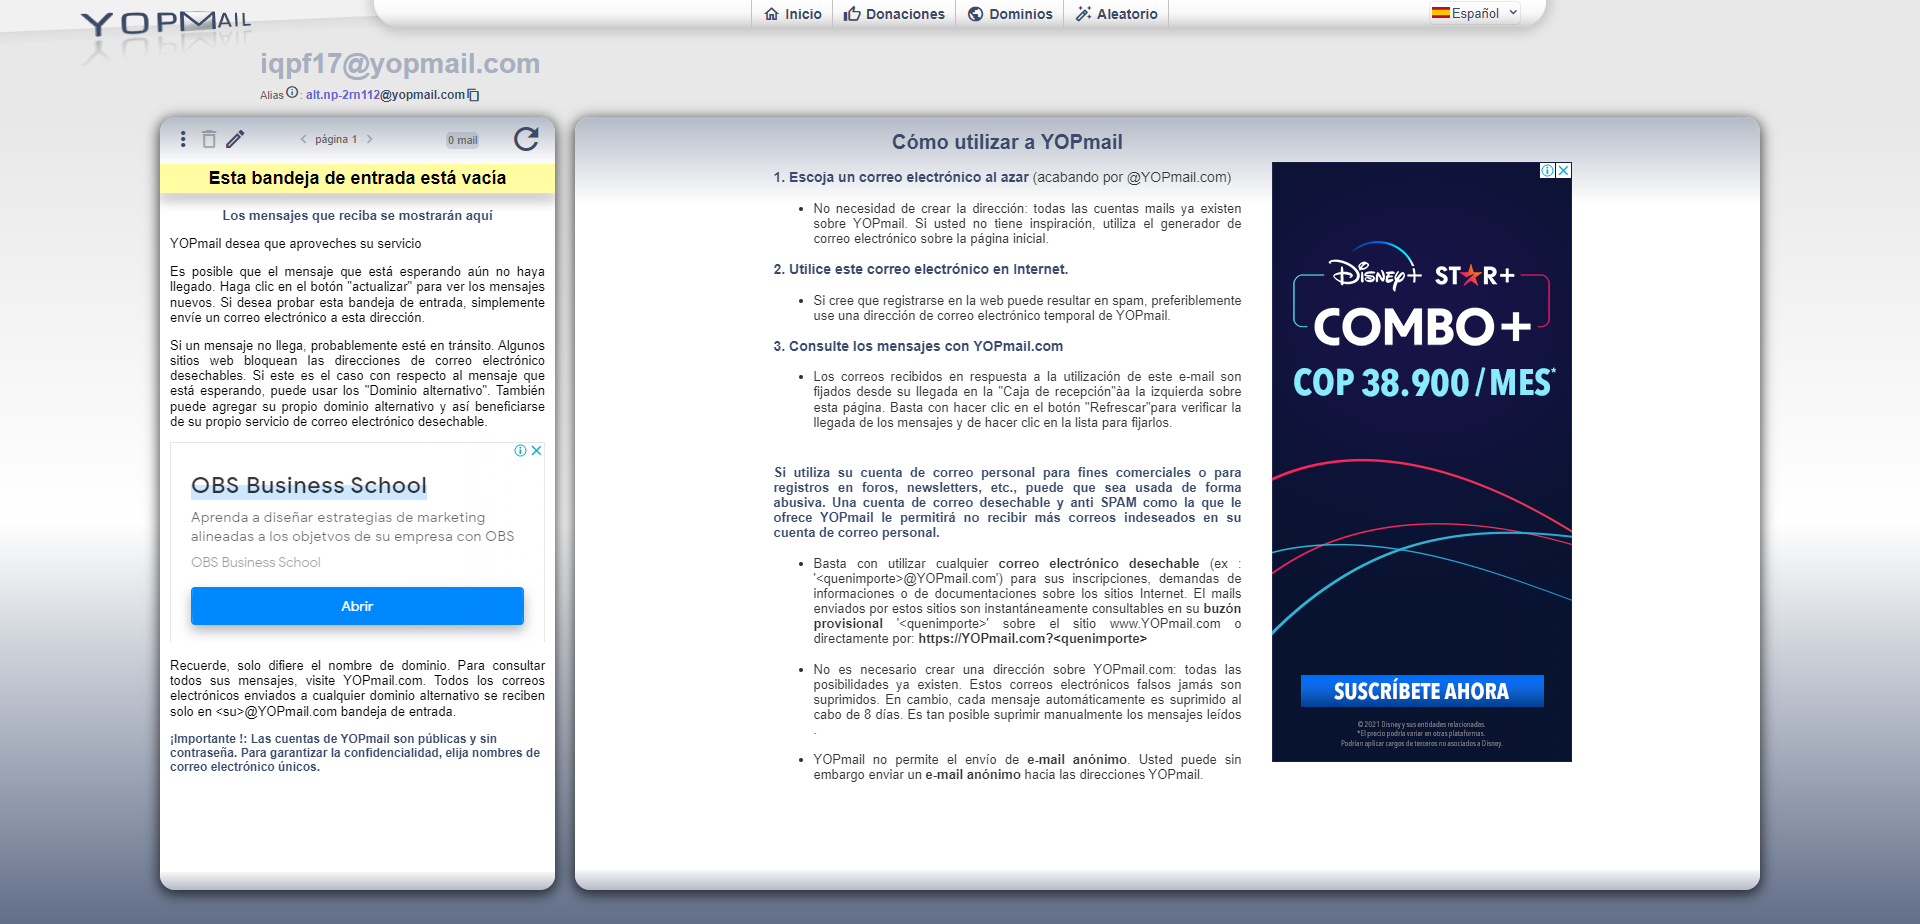 YOPMAIL
Inicio
Donaciones
Dominios
Aleatorio
Español
iqpf17@yopmail.com
Alias : alt.np-2rn112@yopmail.com
página 1
0 mail
Esta bandeja de entrada está vacía
Los mensajes que reciba se mostrarán aquí
YOPmail desea que aproveches su servicio
Es posible que el mensaje que está esperando aún no haya
llegado. Haga clic en el botón "actualizar" para ver los mensajes
nuevos. Si desea probar esta bandeja de entrada, simplemente
envíe un correo electrónico a esta dirección.
Si un mensaje no llega, probablemente esté en tránsito. Algunos
sitios web bloquean las direcciones de correo electrónico
desechables. Si este es el caso con respecto al mensaje que
está esperando, puede usar los "Dominio alternativo". También
puede agregar su propio dominio alternativo y así beneficiarse
de su propio servicio de correo electrónico desechable.
OBS Business School
Aprenda a diseñar estrategias de marketing
alineadas a los objetvos de su empresa con OBS
OBS Business School
Abrir
Recuerde, solo difiere el nombre de dominio. Para consultar
todos sus mensajes, visite YOPmail.com. Todos los correos
electrónicos enviados a cualquier dominio alternativo se reciben
solo en <su>@YOPmail.com bandeja de entrada.
¡Importante !: Las cuentas de YOPmail son públicas y sin
contraseña. Para garantizar la confidencialidad, elija nombres de
correo electrónico únicos.
Cómo utilizar a YOPmail
1. Escoja un correo electrónico al azar (acabando por @YOPmail.com)
• No necesidad de crear la dirección: todas las cuentas mails ya existen
sobre YOPmail. Si usted no tiene inspiración, utiliza el generador de
correo electrónico sobre la página inicial.
2. Utilice este correo electrónico en Internet.
• Si cree que registrarse en la web puede resultar en spam, preferiblemente
use una dirección de correo electrónico temporal de YOPmail.
3. Consulte los mensajes con YOPmail.com
• Los correos recibidos en respuesta a la utilización de este e-mail son
fijados desde su llegada en la "Caja de recepción"àa la izquierda sobre
esta página. Basta con hacer clic en el botón "Refrescar"para verificar la
llegada de los mensajes y de hacer clic en la lista para fijarlos.
Si utiliza su cuenta de correo personal para fines comerciales o para
registros en foros, newsletters, etc., puede que sea usada de forma
abusiva. Una cuenta de correo desechable y anti SPAM como la que le
ofrece YOPmail le permitirá no recibir más correos indeseados en su
cuenta de correo personal.
• Basta con utilizar cualquier correo electrónico desechable (ex :
'<quenimporte>@YOPmail.com') para sus inscripciones, demandas de
informaciones o de documentaciones sobre los sitios Internet. El mails
enviados por estos sitios son instantáneamente consultables en su buzón
provisional '<quenimporte>' sobre el sitio www.YOPmail.com o
directamente por: https://YOPmail.com?<quenimporte>
• No es necesario crear una dirección sobre YOPmail.com: todas las
posibilidades ya existen. Estos correos electrónicos falsos jamás son
suprimidos. En cambio, cada mensaje automáticamente es suprimido al
cabo de 8 días. Es tan posible suprimir manualmente los mensajes leídos
.
• YOPmail no permite el envío de e-mail anónimo. Usted puede sin
embargo enviar un e-mail anónimo hacia las direcciones YOPmail.
Disney+ STAR+
COMBO+
COP 38.900 / MES*
SUSCRÍBETE AHORA
© 2021 Disney y sus entidades relacionadas.
*El precio podría variar en otras plataformas.
Podrían aplicar cargos de terceros no asociados a Disney.